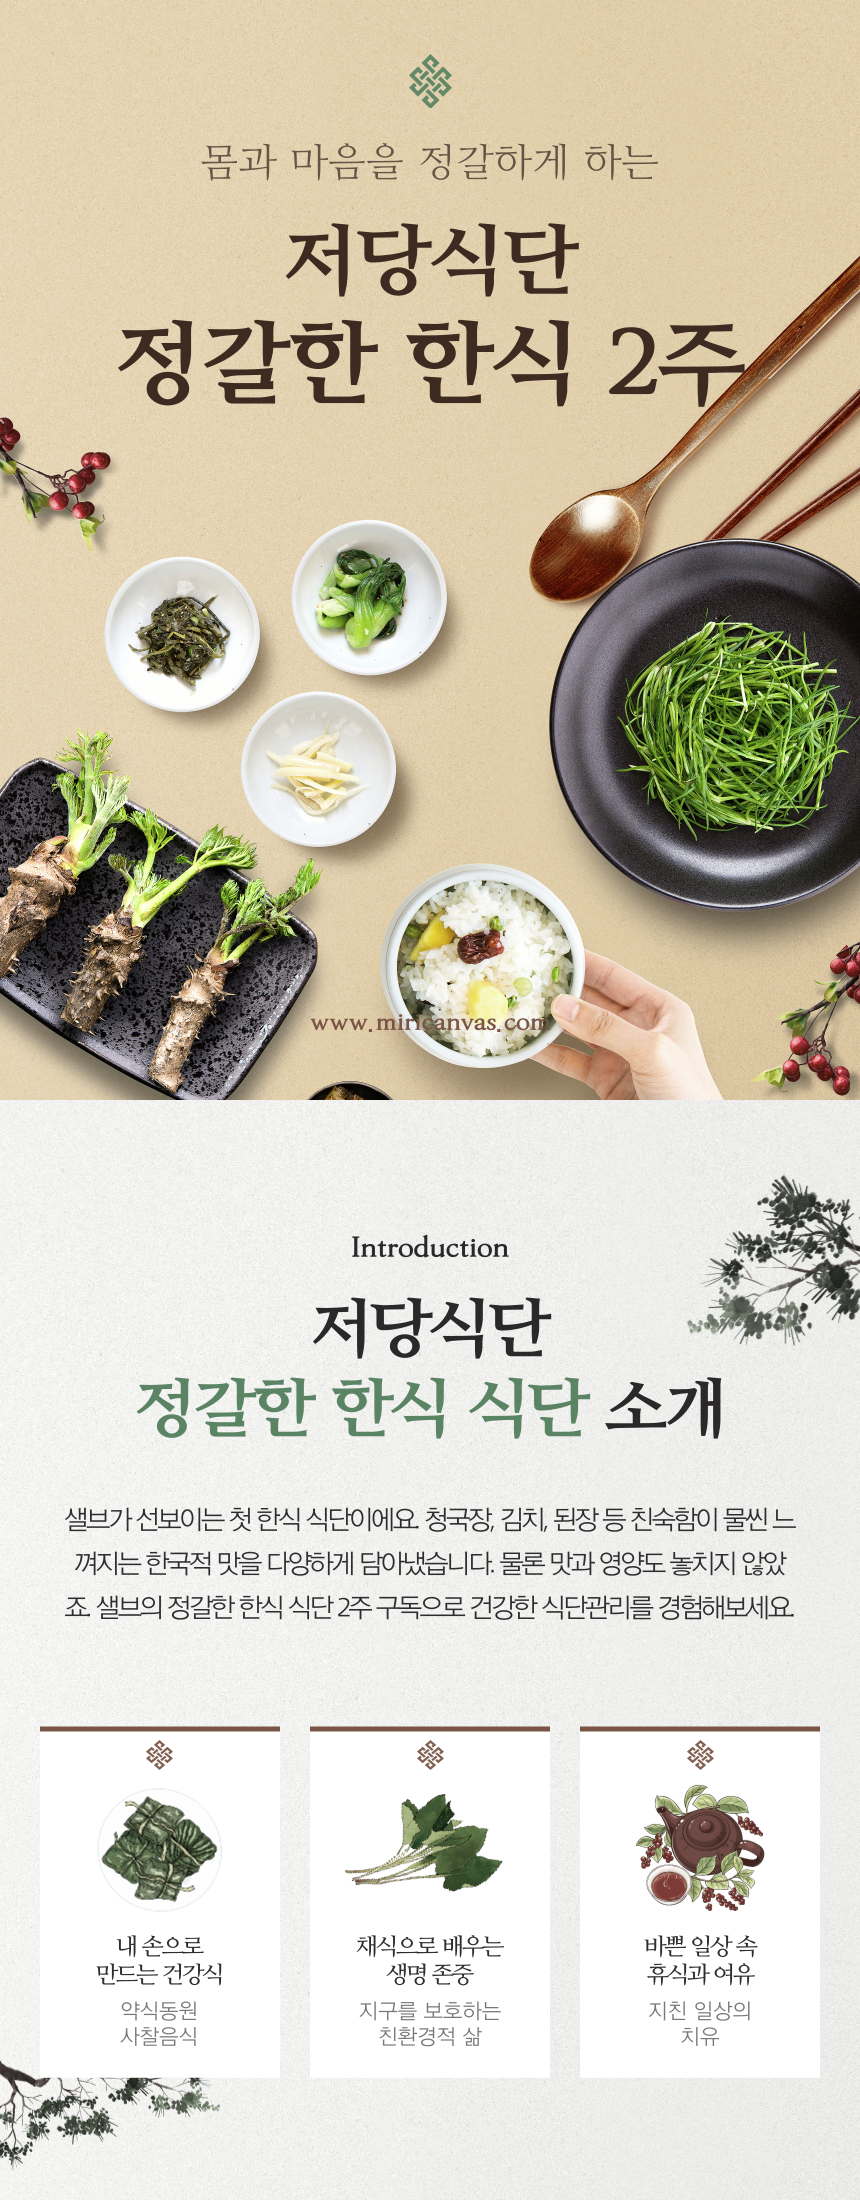 몸과 마음을 정갈하게 하는
저당식단
정갈한 한식 2주
www.miricanvas.com
Introduction
저당식단
정갈한 한식 식단 소개
샐브가 선보이는 첫 한식 식단이에요. 청국장, 김치, 된장 등 친숙함이 물씬 느
껴지는 한국적 맛을 다양하게 담아냈습니다. 물론 맛과 영양도 놓치지 않았
죠. 샐브의 정갈한 한식 식단 2주 구독으로 건강한 식단관리를 경험해보세요.
내 손으로
만드는 건강식
약식동원
사찰음식
채식으로 배우는
생명 존중
지구를 보호하는
친환경적 삶
바쁜 일상 속
휴식과 여유
지친 일상의
치유